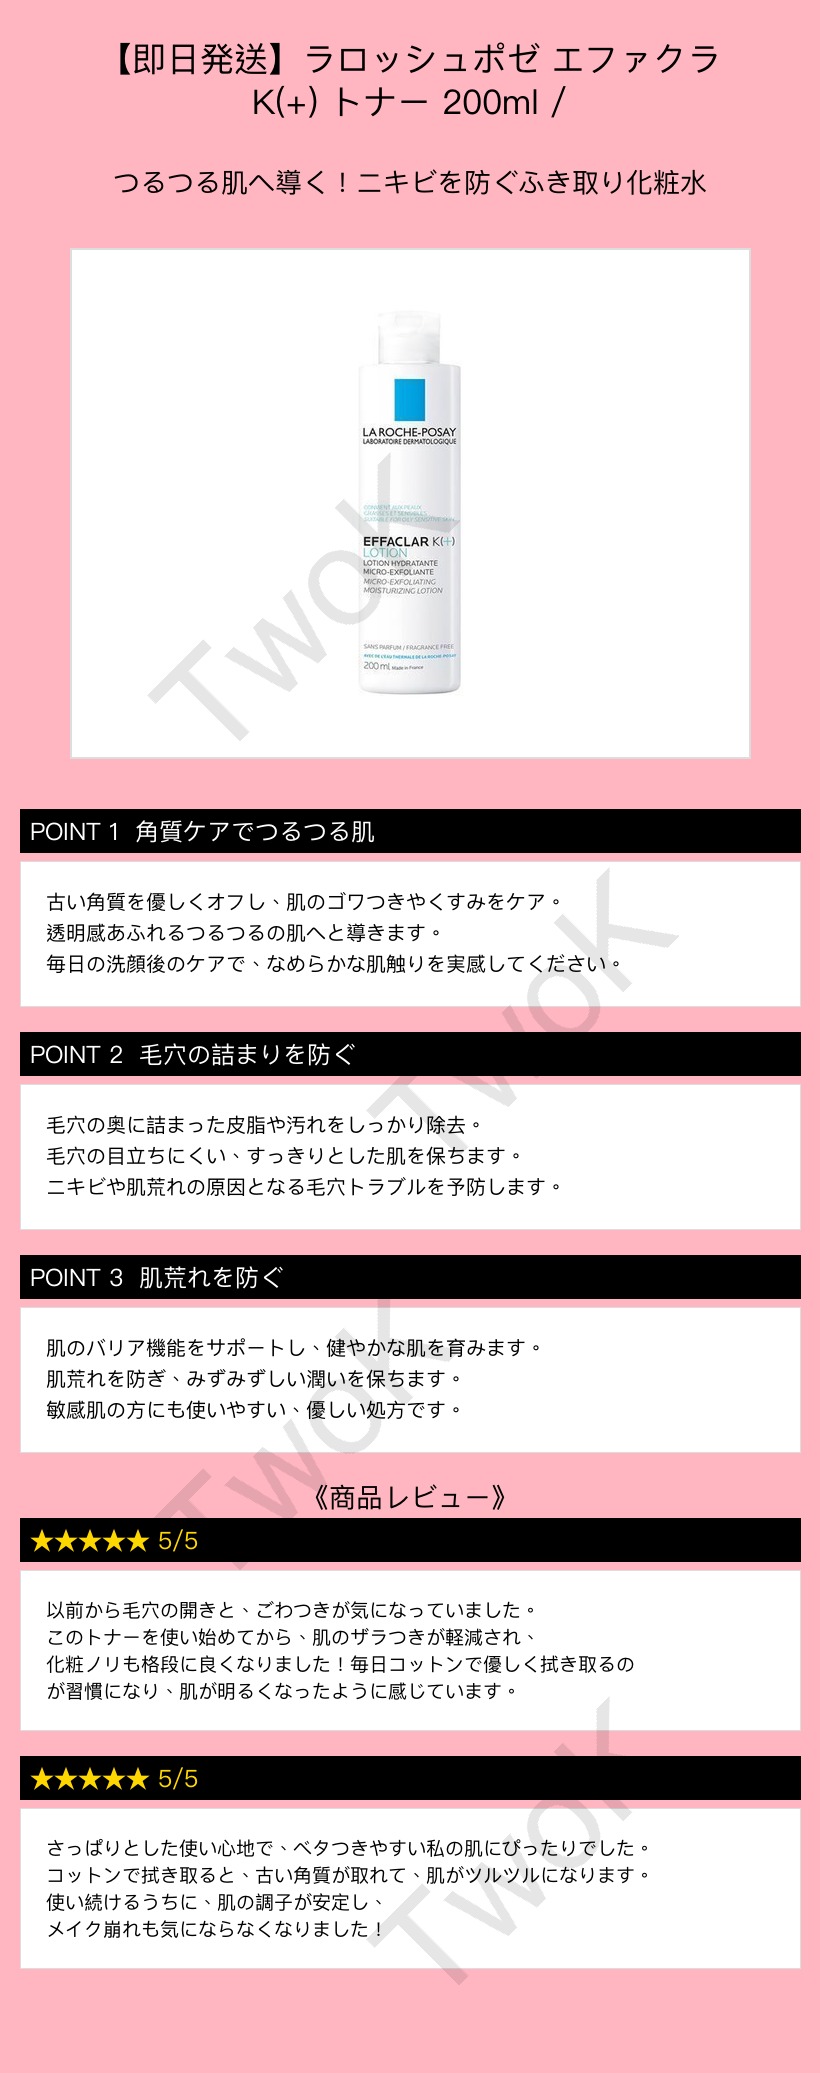 【即日発送】ラロッシュポゼ エファクラ
K(+) トナー 200ml /
つるつる肌へ導く！ニキビを防ぐふき取り化粧水
LA ROCHE-POSAY
LABORATOIRE DERMATOLOGIQUE
CONVIENT AUX PEAUX
GRASSES ET SENSIBLES
SUITABLE FOR OILY SENSITIVE SKIN
EFFACLAR K(+)
LOTION
LOTION HYDRATANTE
MICRO-EXFOLIANTE
MICRO-EXFOLIATING
MOISTURIZING LOTION
SANS PARFUM / FRAGRANCE FREE
AVEC DE L'EAU THERMALE DE LA ROCHE-POSAY
200 ml Made in France
TwoK
POINT 1 角質ケアでつるつる肌
古い角質を優しくオフし、肌のゴワつきやくすみをケア。
透明感あふれるつるつるの肌へと導きます。
毎日の洗顔後のケアで、なめらかな肌触りを実感してください。
TwoK
POINT 2 毛穴の詰まりを防ぐ
毛穴の奥に詰まった皮脂や汚れをしっかり除去。
毛穴の目立ちにくい、すっきりとした肌を保ちます。
ニキビや肌荒れの原因となる毛穴トラブルを予防します。
POINT 3 肌荒れを防ぐ
肌のバリア機能をサポートし、健やかな肌を育みます。
肌荒れを防ぎ、みずみずしい潤いを保ちます。
敏感肌の方にも使いやすい、優しい処方です。
TwoK
《商品レビュー》
★★★★★ 5/5
以前から毛穴の開きと、ごわつきが気になっていました。
このトナーを使い始めてから、肌のザラつきが軽減され、
化粧ノリも格段に良くなりました！毎日コットンで優しく拭き取るの
が習慣になり、肌が明るくなったように感じています。
★★★★★ 5/5
さっぱりとした使い心地で、ベタつきやすい私の肌にぴったりでした。
コットンで拭き取ると、古い角質が取れて、肌がツルツルになります。
使い続けるうちに、肌の調子が安定し、
メイク崩れも気にならなくなりました！
TwoK